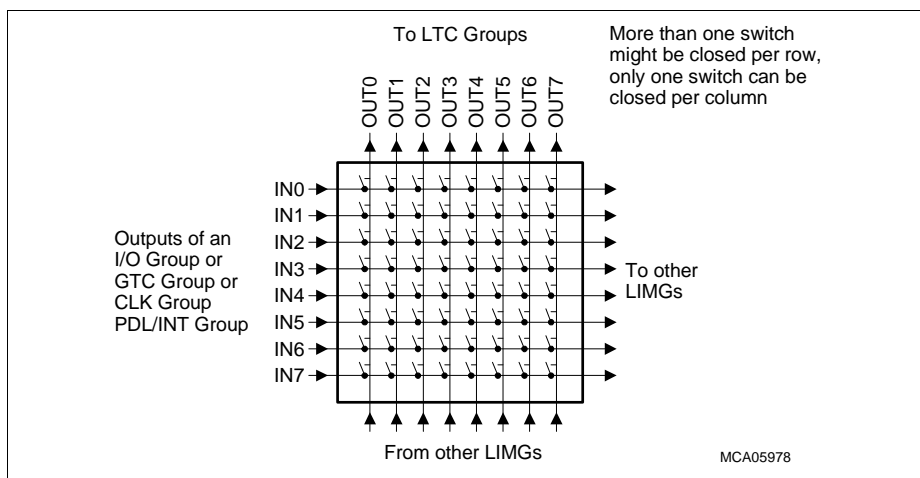 To LTC Groups
More than one switch
might be closed per row,
only one switch can be
closed per column
OUT0
OUT1
OUT2
OUT3
OUT4
OUT5
OUT6
OUT7
IN0
IN1
IN2
IN3
IN4
IN5
IN6
IN7
Outputs of an
I/O Group or
GTC Group or
CLK Group
PDL/INT Group
To other
LIMGs
From other LIMGs
MCA05978